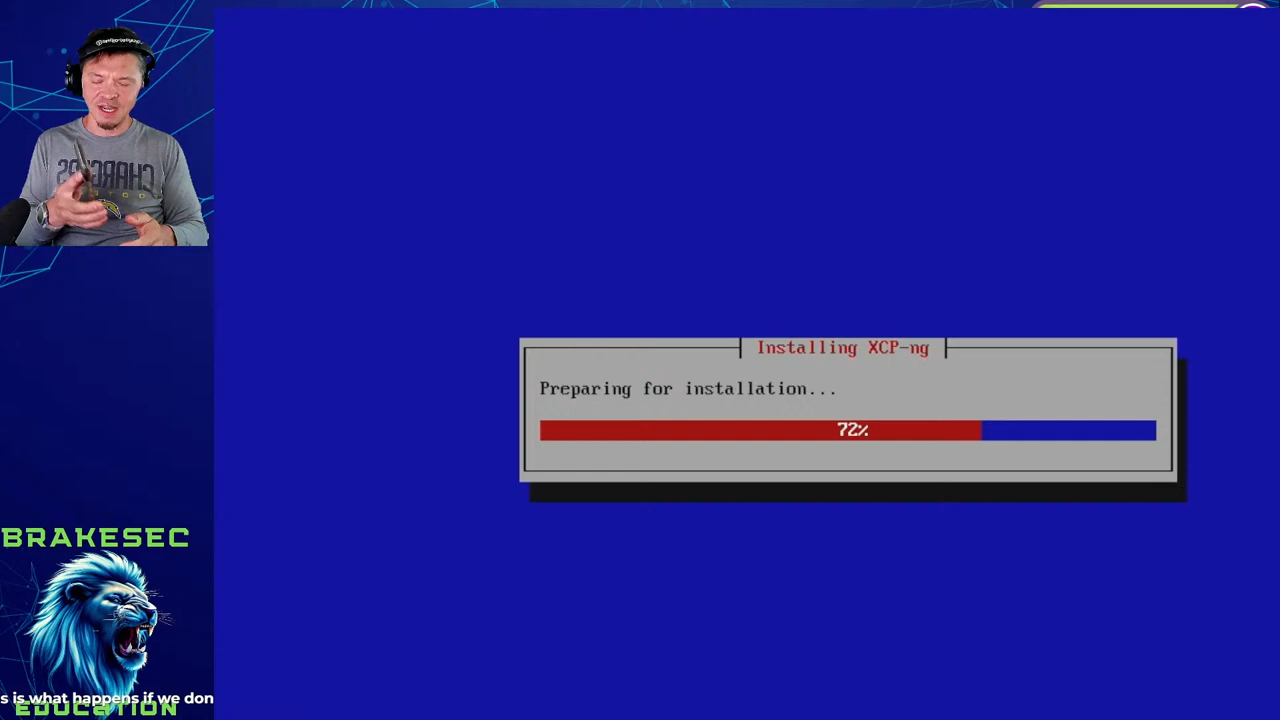 Installing XCP-ng
Preparing for installation...
72%
BRAKESEC
s is what happens if we don
EDUCATION